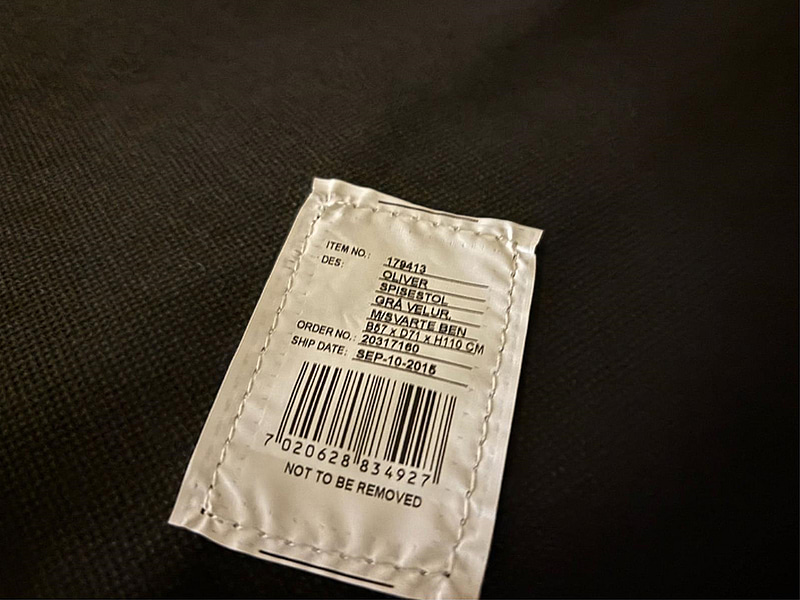 ITEM NO.: 179413
DES: OLIVER
SPISESTOL
GRÅ VELUR,
M/SVARTE BEN
B57 x D71 x H110 CM
ORDER NO.: 20317160
SHIP DATE: SEP-10-2015
7 020628 834927
NOT TO BE REMOVED